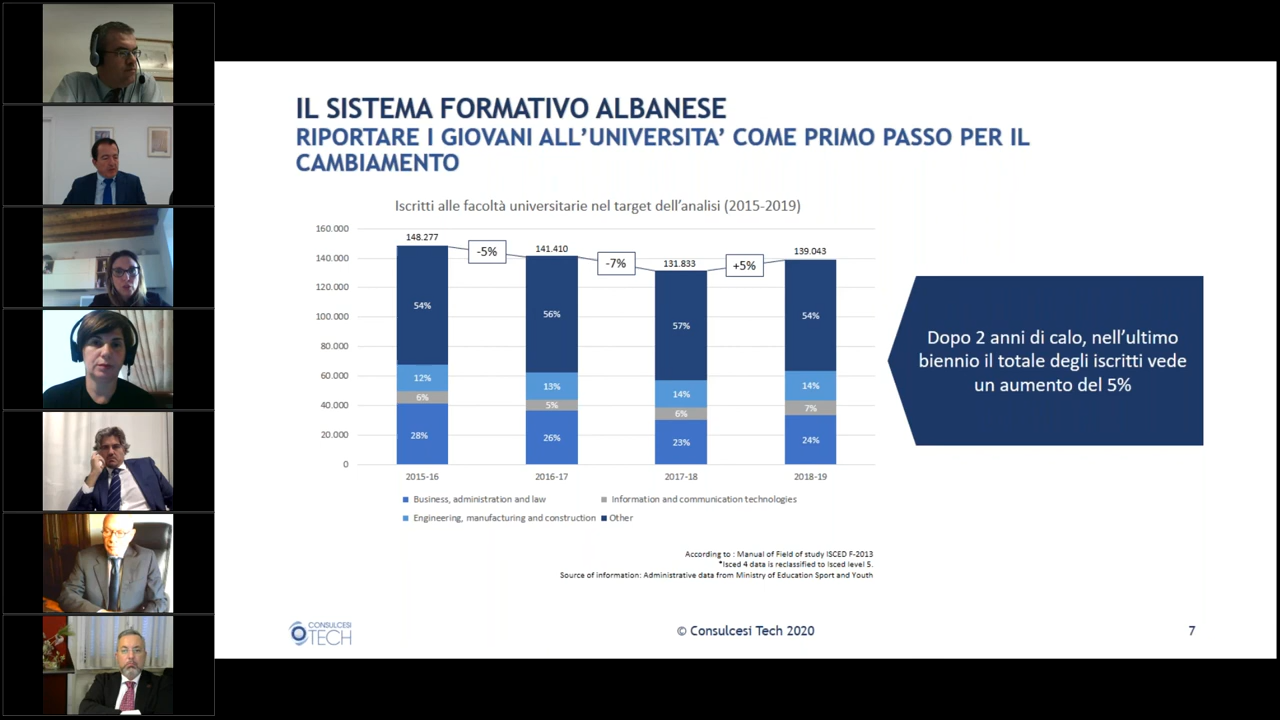 IL SISTEMA FORMATIVO ALBANESE
RIPORTARE I GIOVANI ALL'UNIVERSITA' COME PRIMO PASSO PER IL
CAMBIAMENTO
Iscritti alle facoltà universitarie nel target dell'analisi (2015-2019)
160.000
140.000
120.000
100.000
80.000
60.000
40.000
20.000
0
148.277
-5%
141.410
-7%
131.833
+5%
139.043
54%
56%
57%
54%
12%
13%
14%
14%
6%
5%
6%
7%
28%
26%
23%
24%
2015-16
2016-17
2017-18
2018-19
Business, administration and law
Information and communication technologies
Engineering, manufacturing and construction
Other
Dopo 2 anni di calo, nell'ultimo
biennio il totale degli iscritti vede
un aumento del 5%
According to : Manual of Field of study ISCED F-2013
*Isced 4 data is reclassified to Isced level 5.
Source of information: Administrative data from Ministry of Education Sport and Youth
CONSULCESI
TECH
© Consulcesi Tech 2020
7